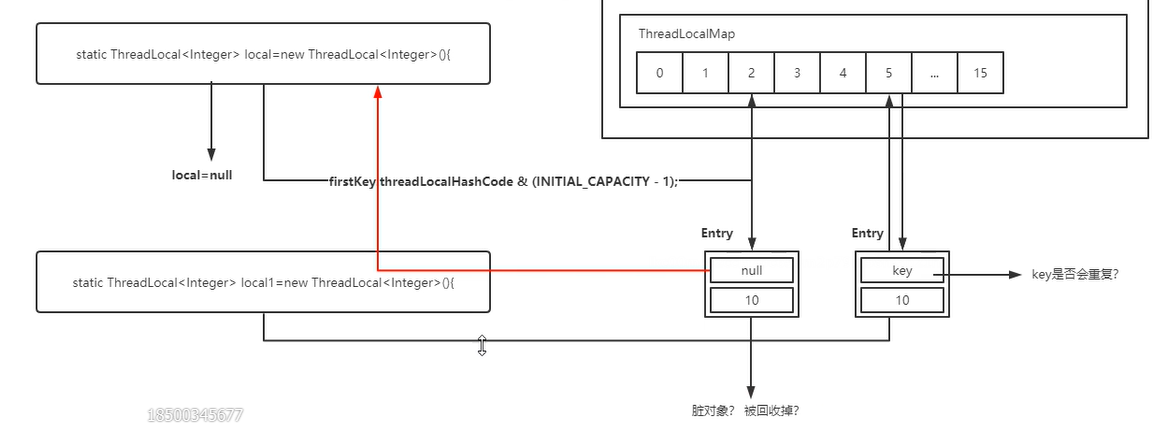 static ThreadLocal<Integer> local=new ThreadLocal<Integer>(){
ThreadLocalMap
0 1 2 3 4 5 ... 15
local=null
firstKey.threadLocalHashCode & (INITIAL_CAPACITY - 1);
Entry
Entry
null
key
key是否会重复?
static ThreadLocal<Integer> local1=new ThreadLocal<Integer>(){
10
10
脏对象? 被回收掉?
18500345677